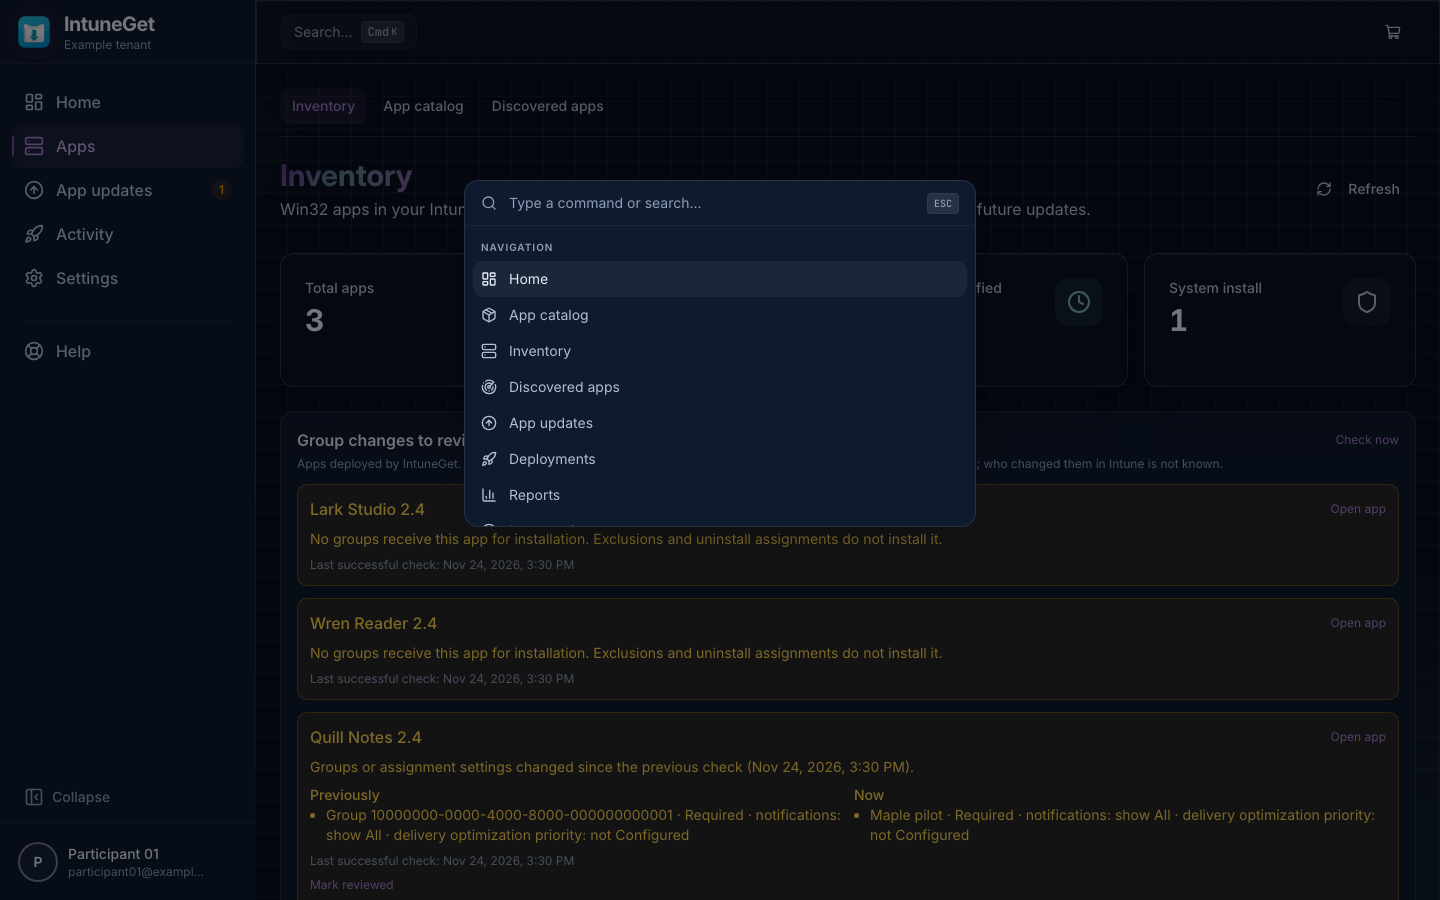 IntuneGet
Example tenant
Search... Cmd K
Home
Apps
App updates 1
Activity
Settings
Help
Collapse
P
Participant 01
participant01@exampl...
Inventory App catalog Discovered apps
Inventory
Refresh
Win32 apps in your Intun
future updates.
Total apps
3
fied
System install
1
Type a command or search... ESC
NAVIGATION
Home
App catalog
Inventory
Discovered apps
App updates
Deployments
Reports
Group changes to revi
Check now
Apps deployed by IntuneGet.
; who changed them in Intune is not known.
Lark Studio 2.4
Open app
No groups receive this app for installation. Exclusions and uninstall assignments do not install it.
Last successful check: Nov 24, 2026, 3:30 PM
Wren Reader 2.4
Open app
No groups receive this app for installation. Exclusions and uninstall assignments do not install it.
Last successful check: Nov 24, 2026, 3:30 PM
Quill Notes 2.4
Open app
Groups or assignment settings changed since the previous check (Nov 24, 2026, 3:30 PM).
Previously
• Group 10000000-0000-4000-8000-000000000001 · Required · notifications:
show All · delivery optimization priority: not Configured
Now
• Maple pilot · Required · notifications: show All · delivery optimization priority:
not Configured
Last successful check: Nov 24, 2026, 3:30 PM
Mark reviewed